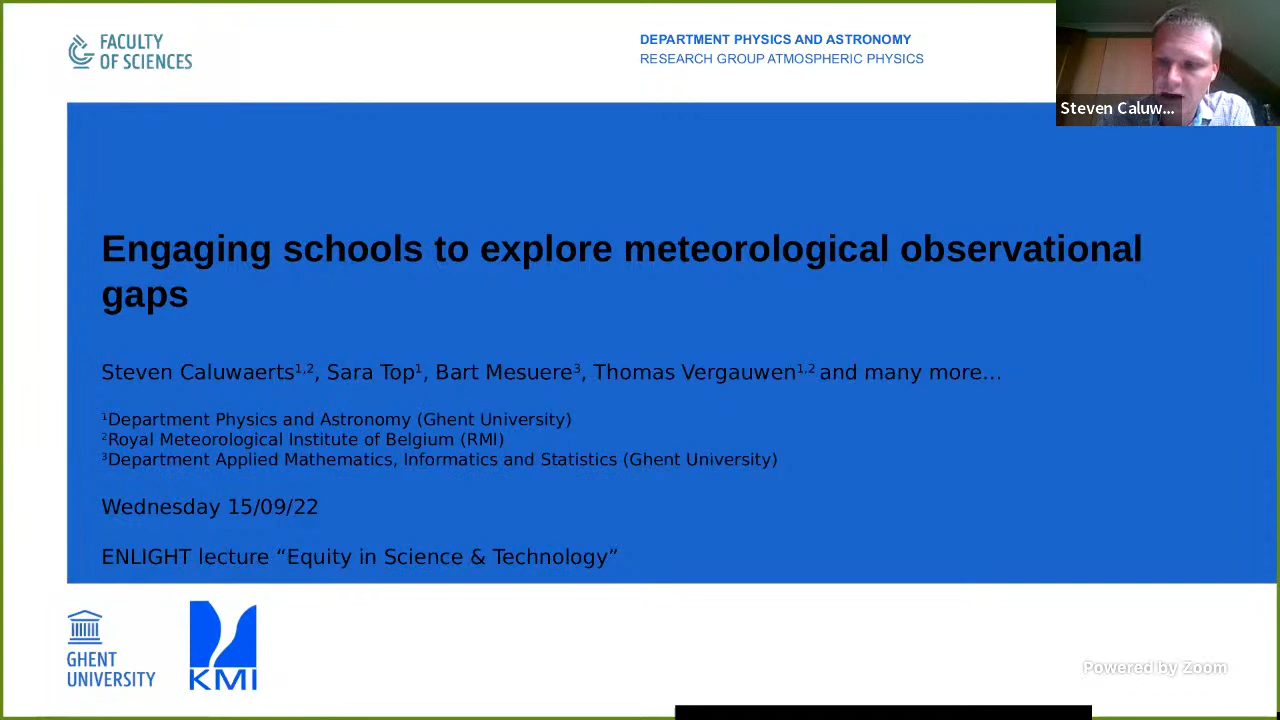 FACULTY
OF SCIENCES
DEPARTMENT PHYSICS AND ASTRONOMY
RESEARCH GROUP ATMOSPHERIC PHYSICS
Steven Caluw...
Engaging schools to explore meteorological observational
gaps
Steven Caluwaerts¹,², Sara Top¹, Bart Mesuere³, Thomas Vergauwen¹,² and many more…
¹Department Physics and Astronomy (Ghent University)
²Royal Meteorological Institute of Belgium (RMI)
³Department Applied Mathematics, Informatics and Statistics (Ghent University)
Wednesday 15/09/22
ENLIGHT lecture “Equity in Science & Technology”
GHENT
UNIVERSITY
KMI
Powered by Zoom